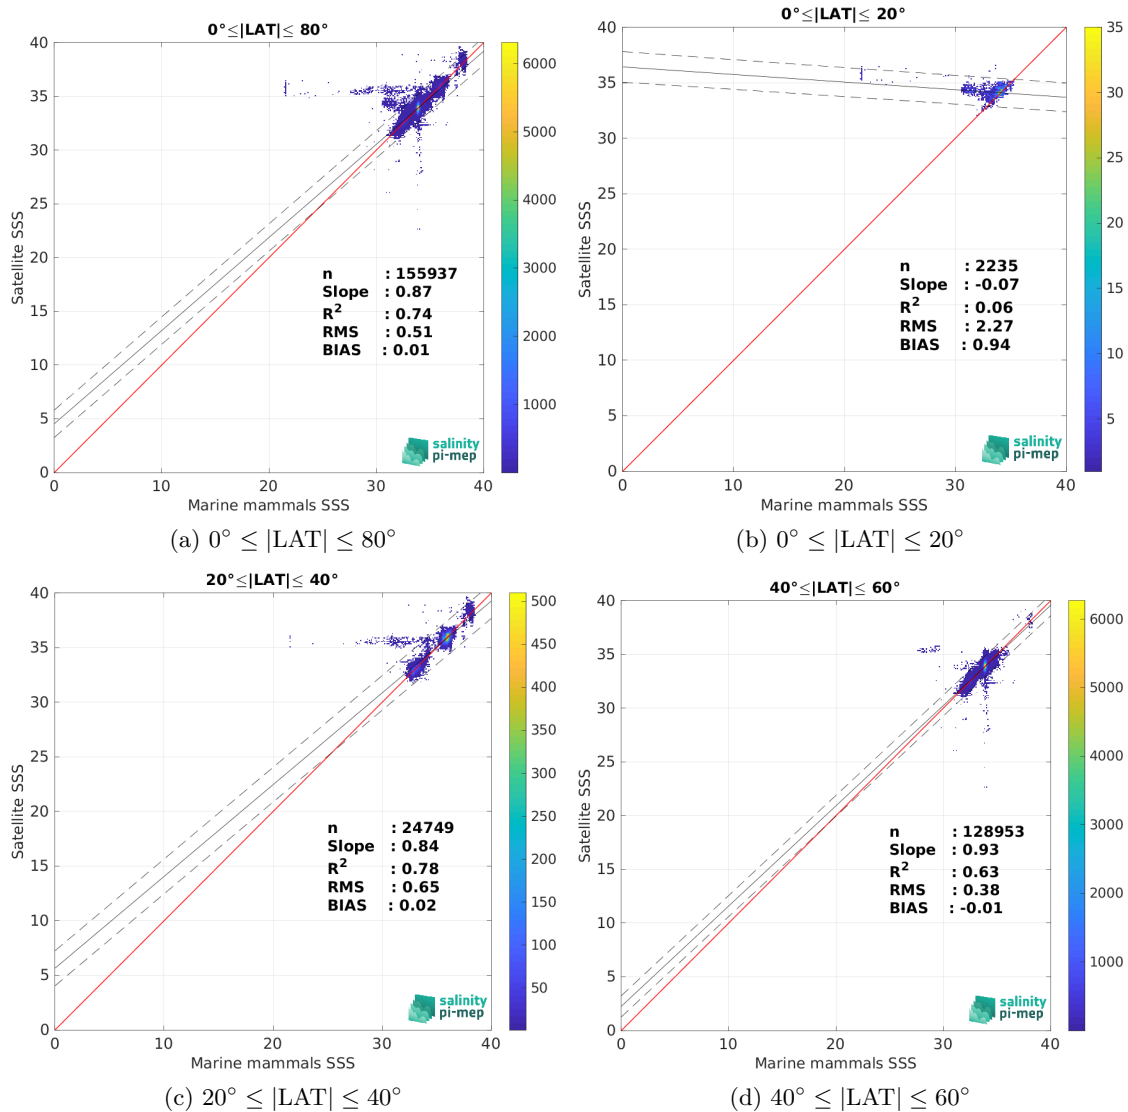 0°≤|LAT|≤ 80°
40
35
30
25
20
15
10
5
0
Satellite SSS
n : 155937
Slope : 0.87
R² : 0.74
RMS : 0.51
BIAS : 0.01
salinity
pi-mep
0 10 20 30 40
Marine mammals SSS
6000
5000
4000
3000
2000
1000
(a) 0° ≤ |LAT| ≤ 80°
0°≤|LAT|≤ 20°
40
35
30
25
20
15
10
5
0
Satellite SSS
n : 2235
Slope : -0.07
R² : 0.06
RMS : 2.27
BIAS : 0.94
salinity
pi-mep
0 10 20 30 40
Marine mammals SSS
35
30
25
20
15
10
5
(b) 0° ≤ |LAT| ≤ 20°
20°≤|LAT|≤ 40°
40
35
30
25
20
15
10
5
0
Satellite SSS
n : 24749
Slope : 0.84
R² : 0.78
RMS : 0.65
BIAS : 0.02
salinity
pi-mep
0 10 20 30 40
Marine mammals SSS
500
450
400
350
300
250
200
150
100
50
(c) 20° ≤ |LAT| ≤ 40°
40°≤|LAT|≤ 60°
40
35
30
25
20
15
10
5
0
Satellite SSS
n : 128953
Slope : 0.93
R² : 0.63
RMS : 0.38
BIAS : -0.01
salinity
pi-mep
0 10 20 30 40
Marine mammals SSS
6000
5000
4000
3000
2000
1000
(d) 40° ≤ |LAT| ≤ 60°